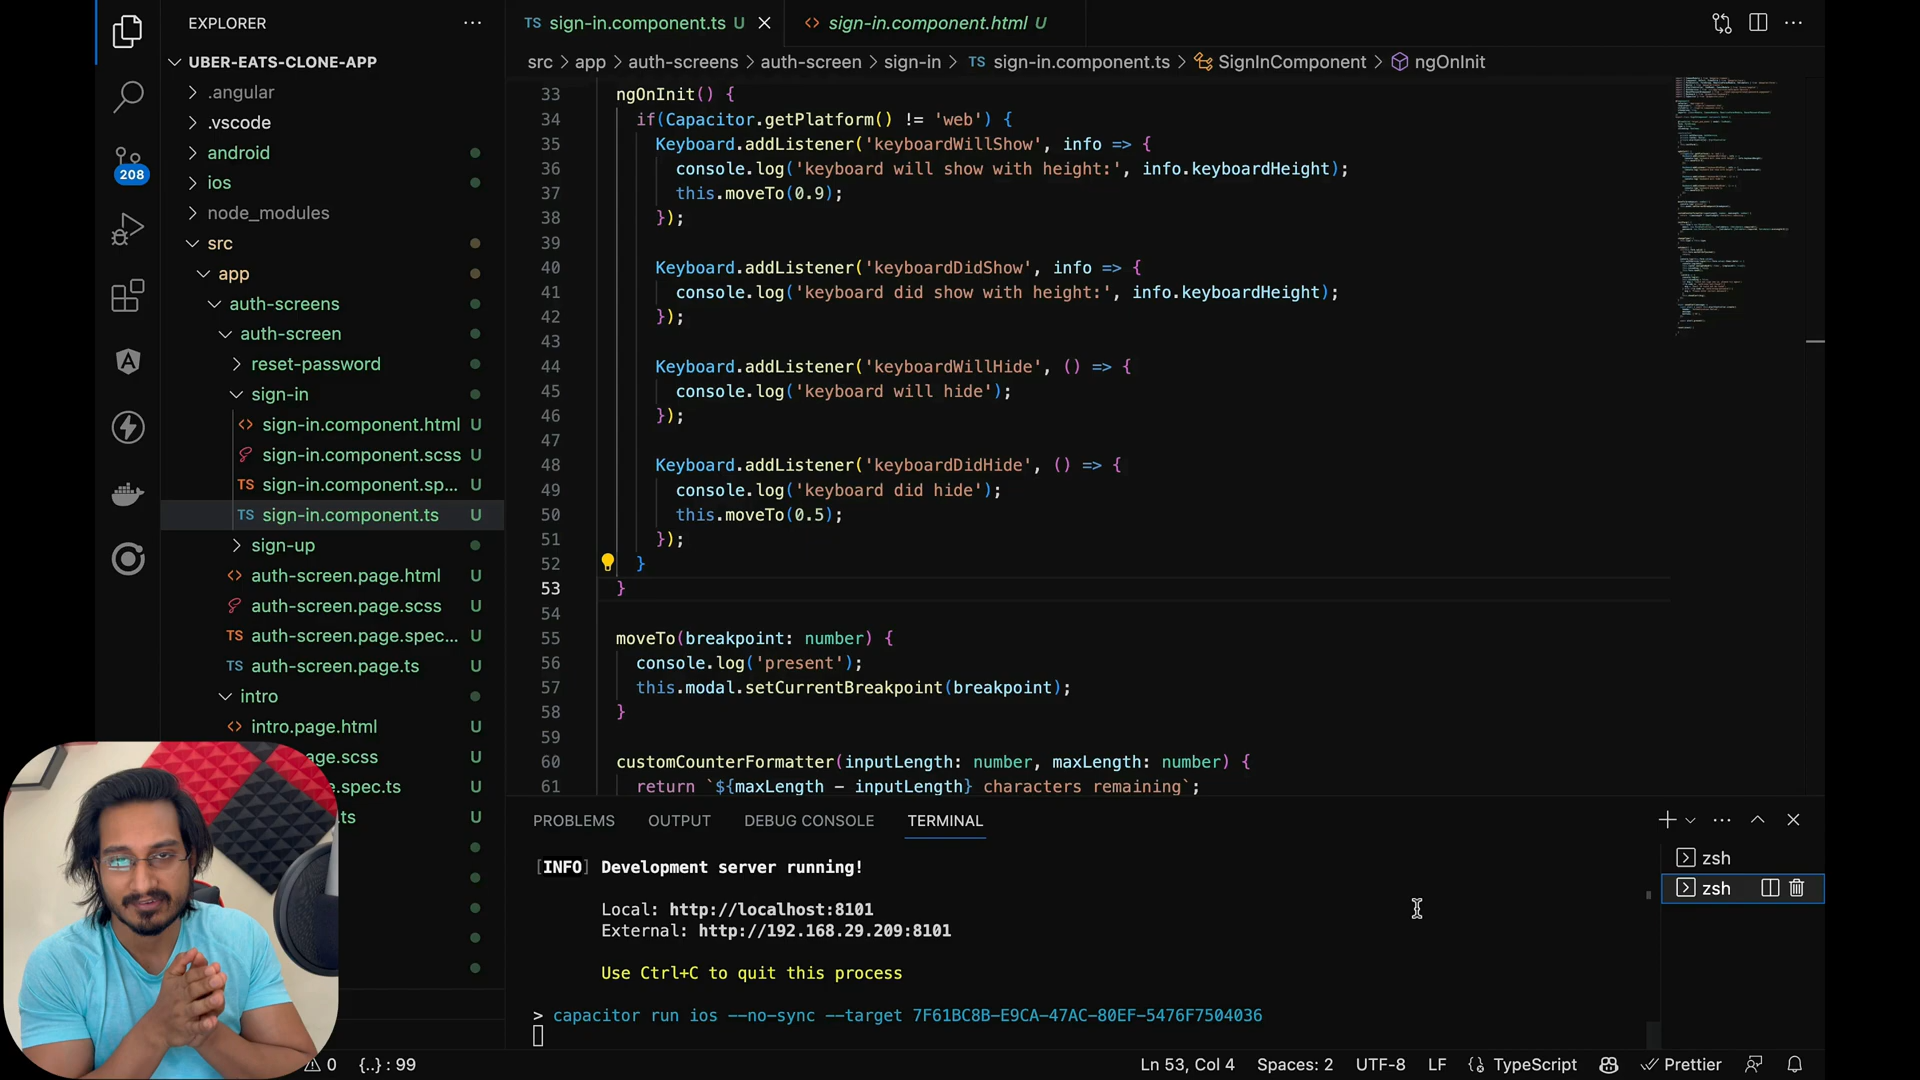 EXPLORER
UBER-EATS-CLONE-APP
.angular
.vscode
android
ios
node_modules
src
app
auth-screens
auth-screen
reset-password
sign-in
sign-in.component.html U
sign-in.component.scss U
TS sign-in.component.sp... U
TS sign-in.component.ts U
sign-up
auth-screen.page.html U
auth-screen.page.scss U
TS auth-screen.page.spec... U
TS auth-screen.page.ts U
intro
intro.page.html U
age.scss U
e.spec.ts U
.ts U
208
TS sign-in.component.ts U
sign-in.component.html U
src > app > auth-screens > auth-screen > sign-in > TS sign-in.component.ts > SignInComponent > ngOnInit
33 ngOnInit() {
34 if(Capacitor.getPlatform() != 'web') {
35 Keyboard.addListener('keyboardWillShow', info => {
36 console.log('keyboard will show with height:', info.keyboardHeight);
37 this.moveTo(0.9);
38 });
39
40 Keyboard.addListener('keyboardDidShow', info => {
41 console.log('keyboard did show with height:', info.keyboardHeight);
42 });
43
44 Keyboard.addListener('keyboardWillHide', () => {
45 console.log('keyboard will hide');
46 });
47
48 Keyboard.addListener('keyboardDidHide', () => {
49 console.log('keyboard did hide');
50 this.moveTo(0.5);
51 });
52 }
53 }
54
55 moveTo(breakpoint: number) {
56 console.log('present');
57 this.modal.setCurrentBreakpoint(breakpoint);
58 }
59
60 customCounterFormatter(inputLength: number, maxLength: number) {
61 return `${maxLength - inputLength} characters remaining`;
PROBLEMS OUTPUT DEBUG CONSOLE TERMINAL
[INFO] Development server running!
Local: http://localhost:8101
External: http://192.168.29.209:8101
Use Ctrl+C to quit this process
> capacitor run ios --no-sync --target 7F61BC8B-E9CA-47AC-80EF-5476F7504036
zsh
zsh
0 {..} : 99
Ln 53, Col 4 Spaces: 2 UTF-8 LF {} TypeScript Prettier